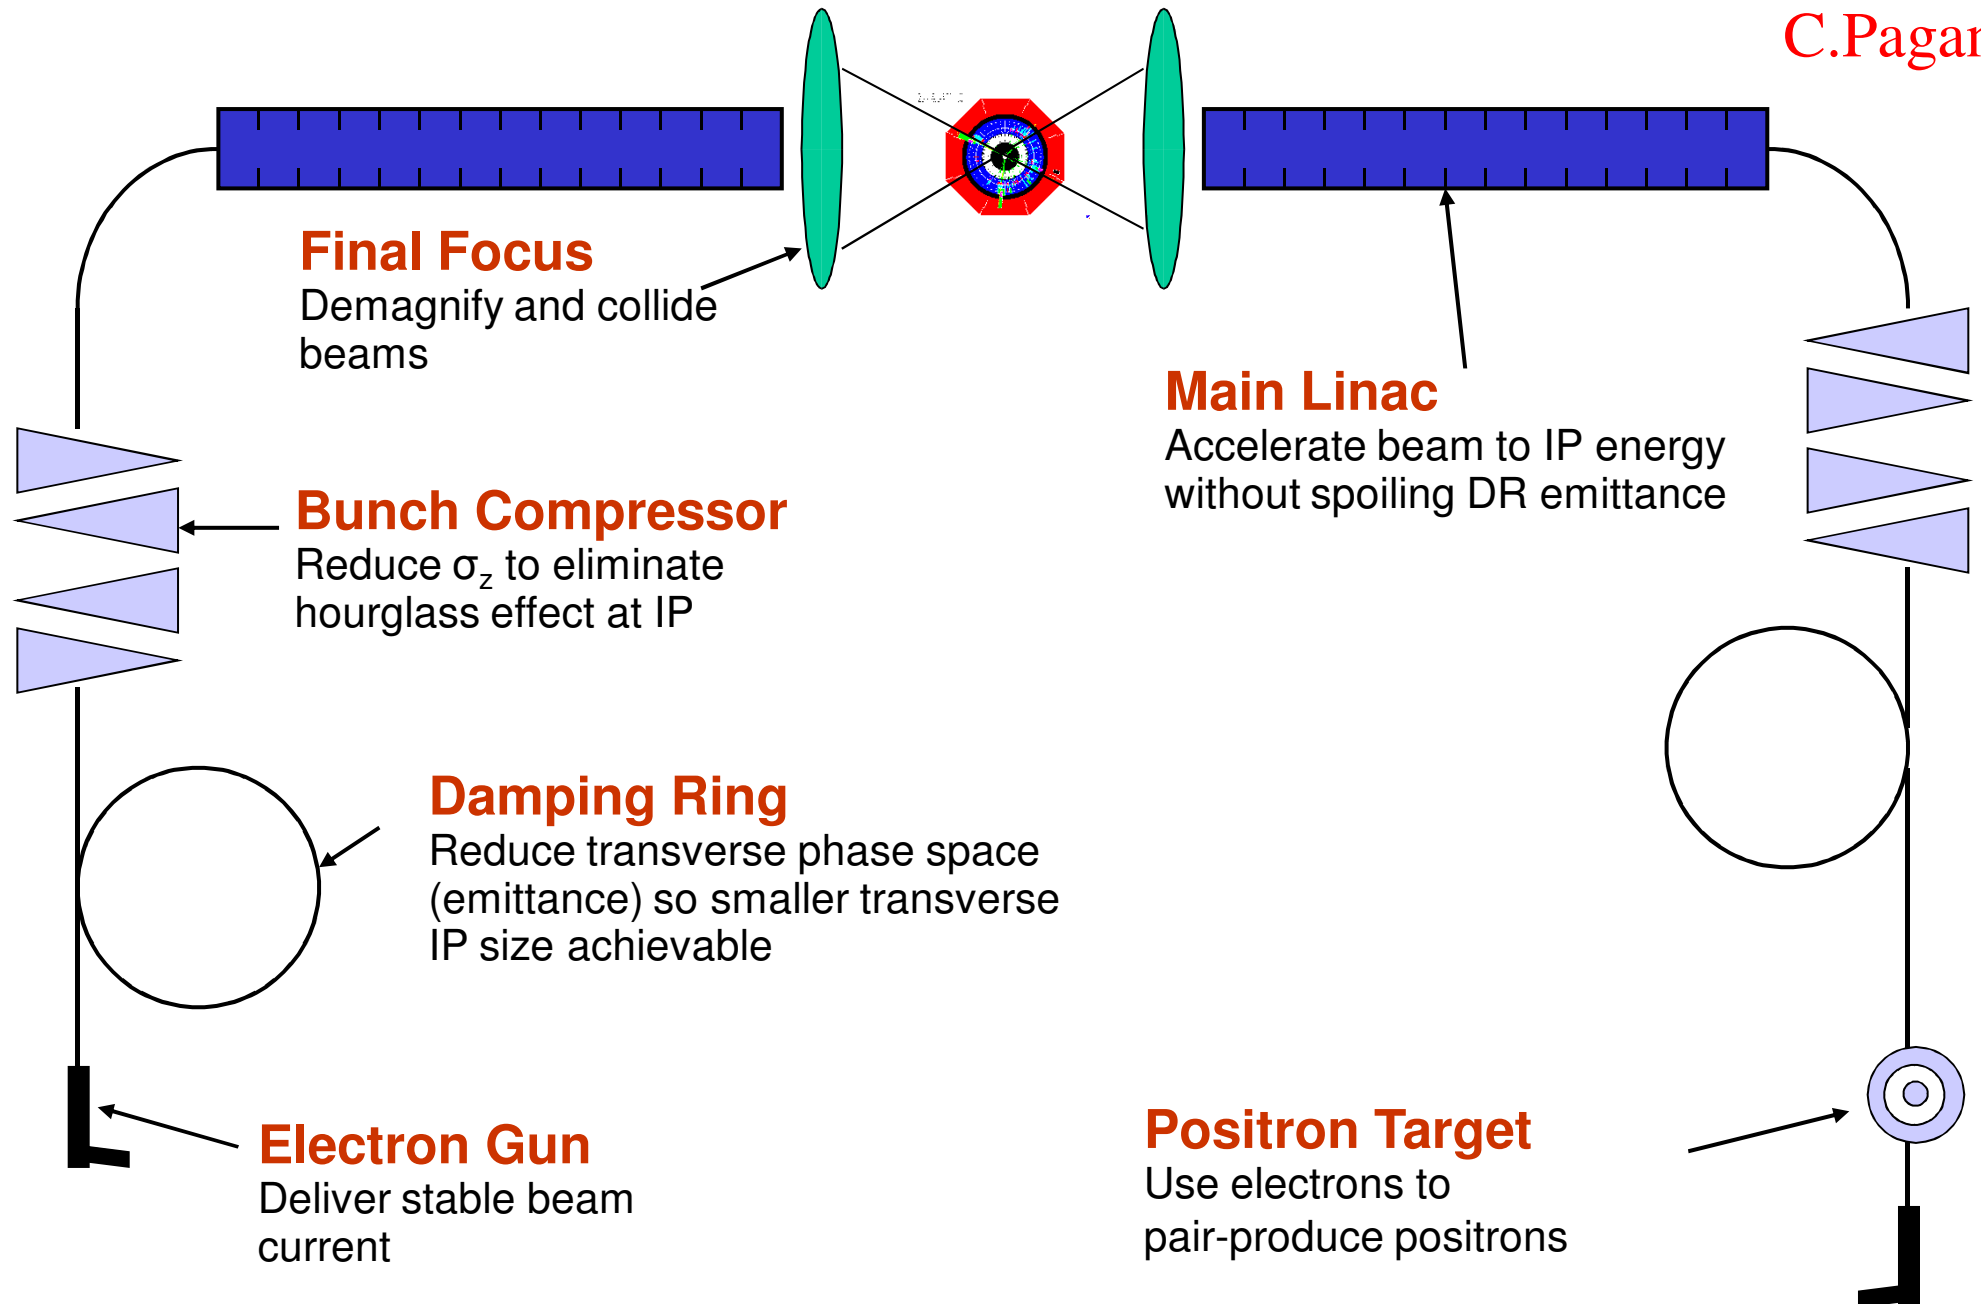 C.Pagar
Final Focus
Demagnify and collide
beams
Main Linac
Accelerate beam to IP energy
without spoiling DR emittance
Bunch Compressor
Reduce σz to eliminate
hourglass effect at IP
Damping Ring
Reduce transverse phase space
(emittance) so smaller transverse
IP size achievable
Electron Gun
Deliver stable beam
current
Positron Target
Use electrons to
pair-produce positrons